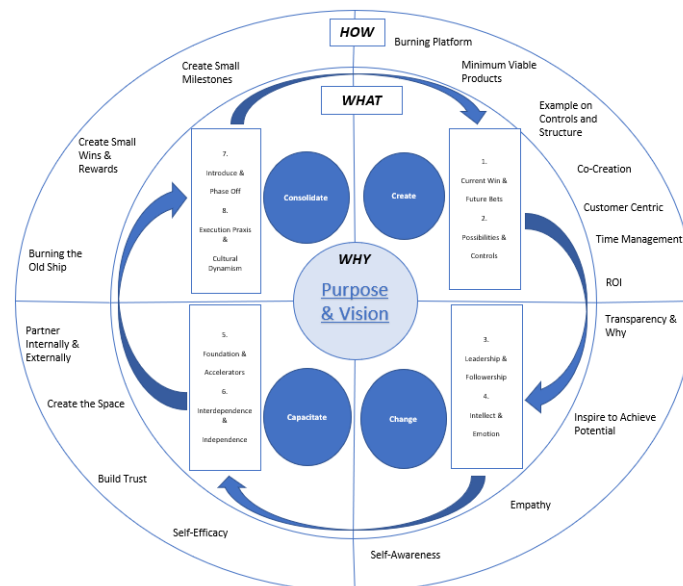 HOW
Burning Platform
Create Small
Milestones
Minimum Viable
Products
WHAT
Example on
Controls and
Structure
Create Small
Wins & Rewards
7.
Introduce &
Phase Off
8.
Execution Praxis
&
Cultural
Dynamism
Consolidate
Create
1.
Current Win &
Future Bets
2.
Possibilities &
Controls
Co-Creation
Customer Centric
Time Management
Burning the
Old Ship
WHY
Purpose
& Vision
ROI
Partner
Internally &
Externally
Transparency &
Why
5.
Foundation &
Accelerators
6.
Interdependence
&
Independence
Capacitate
Change
3.
Leadership &
Followership
4.
Intellect &
Emotion
Create the Space
Inspire to Achieve
Potential
Build Trust
Empathy
Self-Efficacy
Self-Awareness